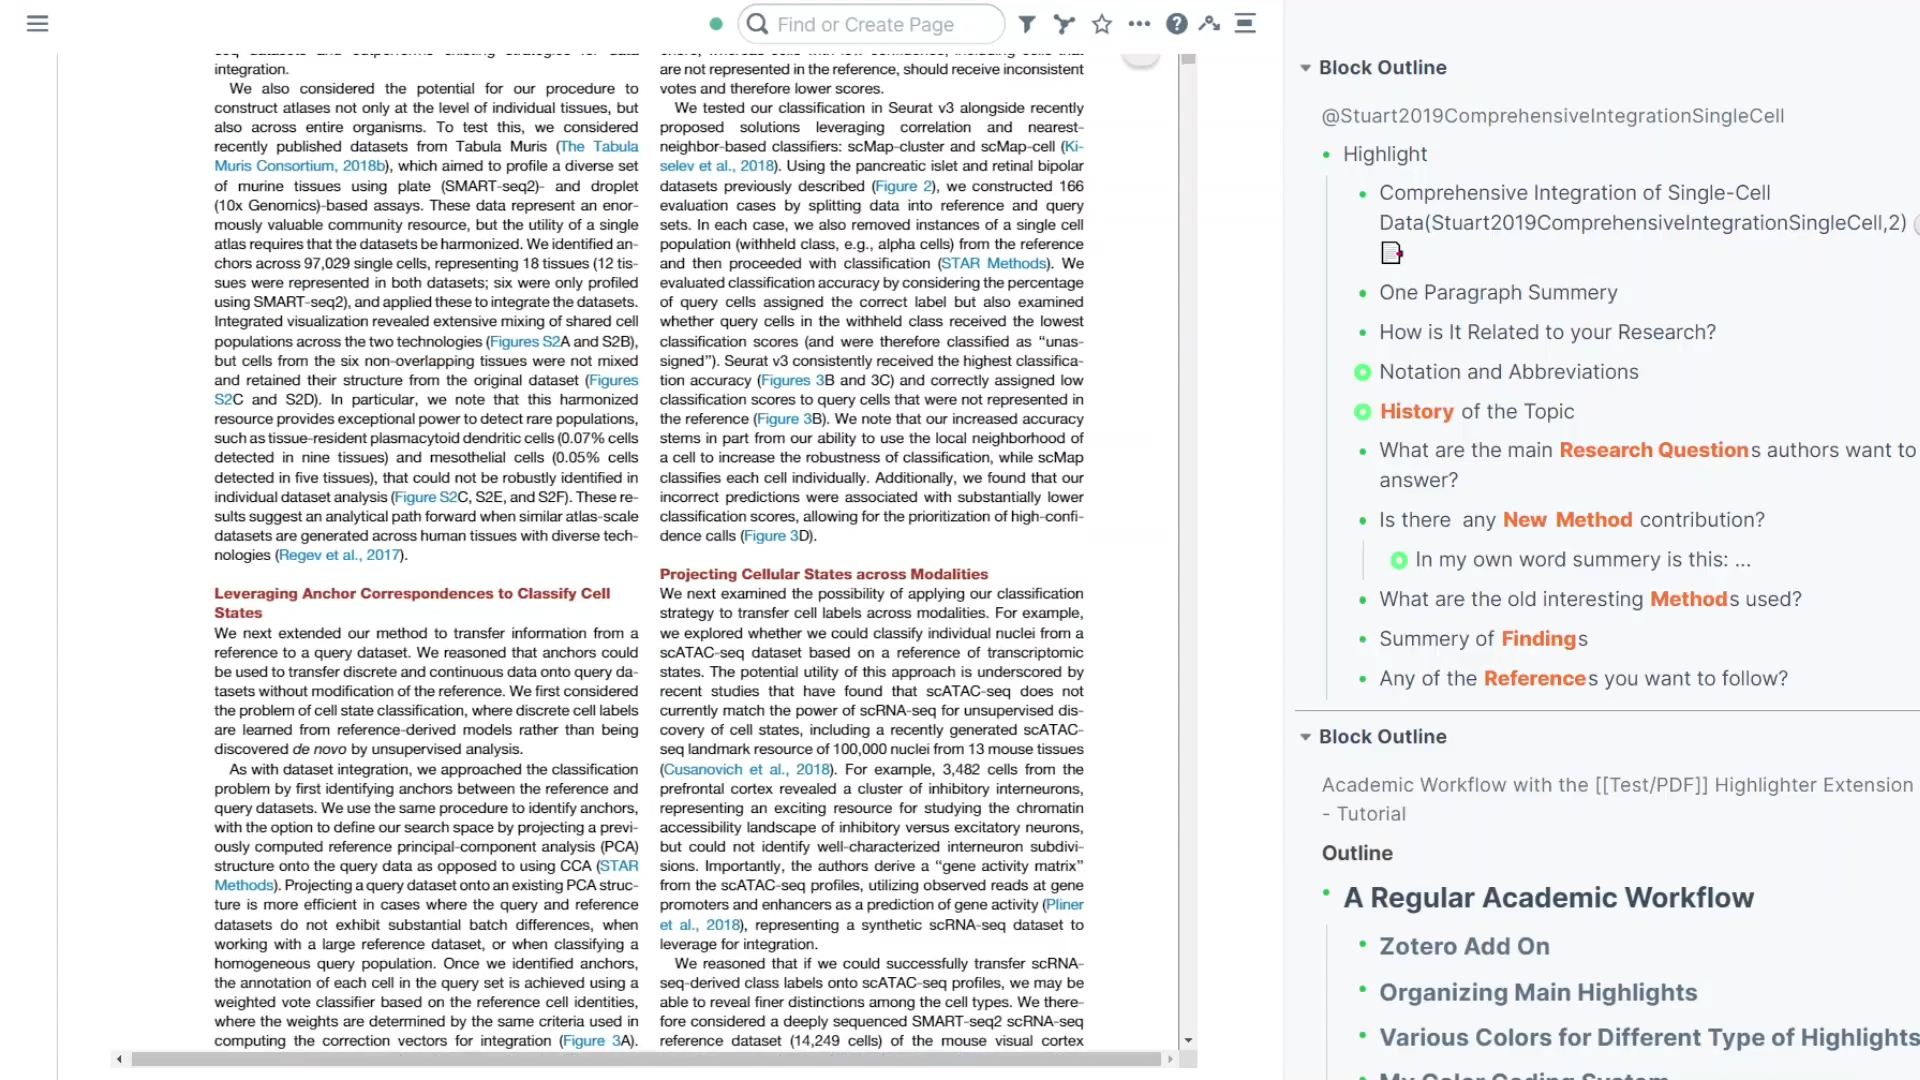 Find or Create Page
integration.
We also considered the potential for our procedure to
construct atlases not only at the level of individual tissues, but
also across entire organisms. To test this, we considered
recently published datasets from Tabula Muris (The Tabula
Muris Consortium, 2018b), which aimed to profile a diverse set
of murine tissues using plate (SMART-seq2)- and droplet
(10x Genomics)-based assays. These data represent an enor-
mously valuable community resource, but the utility of a single
atlas requires that the datasets be harmonized. We identified an-
chors across 97,029 single cells, representing 18 tissues (12 tis-
sues were represented in both datasets; six were only profiled
using SMART-seq2), and applied these to integrate the datasets.
Integrated visualization revealed extensive mixing of shared cell
populations across the two technologies (Figures S2A and S2B),
but cells from the six non-overlapping tissues were not mixed
and retained their structure from the original dataset (Figures
S2C and S2D). In particular, we note that this harmonized
resource provides exceptional power to detect rare populations,
such as tissue-resident plasmacytoid dendritic cells (0.07% cells
detected in nine tissues) and mesothelial cells (0.05% cells
detected in five tissues), that could not be robustly identified in
individual dataset analysis (Figure S2C, S2E, and S2F). These re-
sults suggest an analytical path forward when similar atlas-scale
datasets are generated across human tissues with diverse tech-
nologies (Regev et al., 2017).
Leveraging Anchor Correspondences to Classify Cell
States
We next extended our method to transfer information from a
reference to a query dataset. We reasoned that anchors could
be used to transfer discrete and continuous data onto query da-
tasets without modification of the reference. We first considered
the problem of cell state classification, where discrete cell labels
are learned from reference-derived models rather than being
discovered de novo by unsupervised analysis.
As with dataset integration, we approached the classification
problem by first identifying anchors between the reference and
query datasets. We use the same procedure to identify anchors,
with the option to define our search space by projecting a previ-
ously computed reference principal-component analysis (PCA)
structure onto the query data as opposed to using CCA (STAR
Methods). Projecting a query dataset onto an existing PCA struc-
ture is more efficient in cases where the query and reference
datasets do not exhibit substantial batch differences, when
working with a large reference dataset, or when classifying a
homogeneous query population. Once we identified anchors,
the annotation of each cell in the query set is achieved using a
weighted vote classifier based on the reference cell identities,
where the weights are determined by the same criteria used in
computing the correction vectors for integration (Figure 3A).
are not represented in the reference, should receive inconsistent
votes and therefore lower scores.
We tested our classification in Seurat v3 alongside recently
proposed solutions leveraging correlation and nearest-
neighbor-based classifiers: scMap-cluster and scMap-cell (Ki-
selev et al., 2018). Using the pancreatic islet and retinal bipolar
datasets previously described (Figure 2), we constructed 166
evaluation cases by splitting data into reference and query
sets. In each case, we also removed instances of a single cell
population (withheld class, e.g., alpha cells) from the reference
and then proceeded with classification (STAR Methods). We
evaluated classification accuracy by considering the percentage
of query cells assigned the correct label but also examined
whether query cells in the withheld class received the lowest
classification scores (and were therefore classified as “unas-
signed”). Seurat v3 consistently received the highest classifica-
tion accuracy (Figures 3B and 3C) and correctly assigned low
classification scores to query cells that were not represented in
the reference (Figure 3B). We note that our increased accuracy
stems in part from our ability to use the local neighborhood of
a cell to increase the robustness of classification, while scMap
classifies each cell individually. Additionally, we found that our
incorrect predictions were associated with substantially lower
classification scores, allowing for the prioritization of high-confi-
dence calls (Figure 3D).
Projecting Cellular States across Modalities
We next examined the possibility of applying our classification
strategy to transfer cell labels across modalities. For example,
we explored whether we could classify individual nuclei from a
scATAC-seq dataset based on a reference of transcriptomic
states. The potential utility of this approach is underscored by
recent studies that have found that scATAC-seq does not
currently match the power of scRNA-seq for unsupervised dis-
covery of cell states, including a recently generated scATAC-
seq landmark resource of 100,000 nuclei from 13 mouse tissues
(Cusanovich et al., 2018). For example, 3,482 cells from the
prefrontal cortex revealed a cluster of inhibitory interneurons,
representing an exciting resource for studying the chromatin
accessibility landscape of inhibitory versus excitatory neurons,
but could not identify well-characterized interneuron subdivi-
sions. Importantly, the authors derive a “gene activity matrix”
from the scATAC-seq profiles, utilizing observed reads at gene
promoters and enhancers as a prediction of gene activity (Pliner
et al., 2018), representing a synthetic scRNA-seq dataset to
leverage for integration.
We reasoned that if we could successfully transfer scRNA-
seq-derived class labels onto scATAC-seq profiles, we may be
able to reveal finer distinctions among the cell types. We there-
fore considered a deeply sequenced SMART-seq2 scRNA-seq
reference dataset (14,249 cells) of the mouse visual cortex
Block Outline
@Stuart2019ComprehensiveIntegrationSingleCell
Highlight
Comprehensive Integration of Single-Cell
Data(Stuart2019ComprehensiveIntegrationSingleCell,2)
One Paragraph Summary
How is It Related to your Research?
Notation and Abbreviations
History of the Topic
What are the main Research Questions authors want to
answer?
Is there any New Method contribution?
In my own word summery is this: ...
What are the old interesting Methods used?
Summery of Findings
Any of the References you want to follow?
Block Outline
Academic Workflow with the [[Test/PDF]] Highlighter Extension
- Tutorial
Outline
A Regular Academic Workflow
Zotero Add On
Organizing Main Highlights
Various Colors for Different Type of Highlights
My Color Coding System